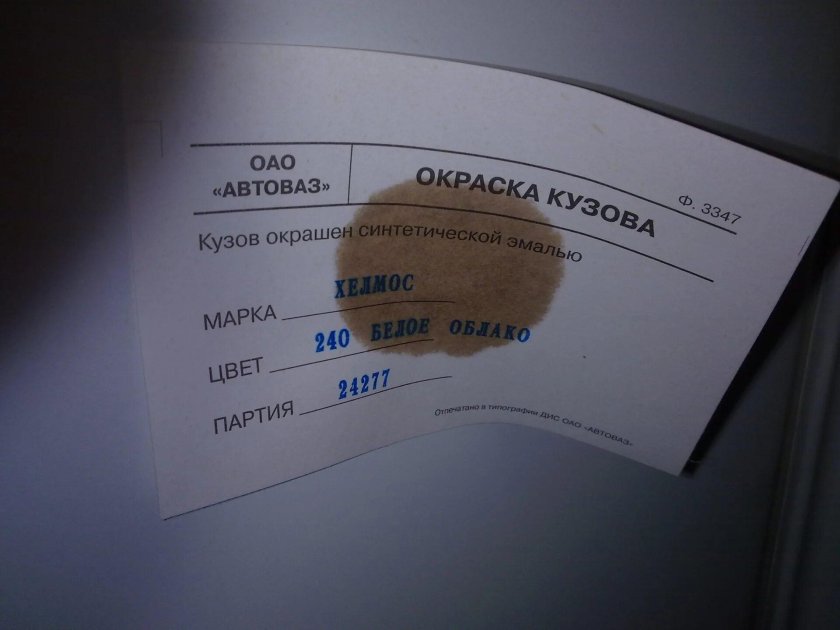 ОАО
«АВТОВАЗ»
ОКРАСКА КУЗОВА
Ф. 3347
Кузов окрашен синтетической эмалью
МАРКА ХЕЛМОС
ЦВЕТ 240 БЕЛОЕ ОБЛАКО
ПАРТИЯ 24277
Отпечатано в типографии ДИС ОАО «АВТОВАЗ»